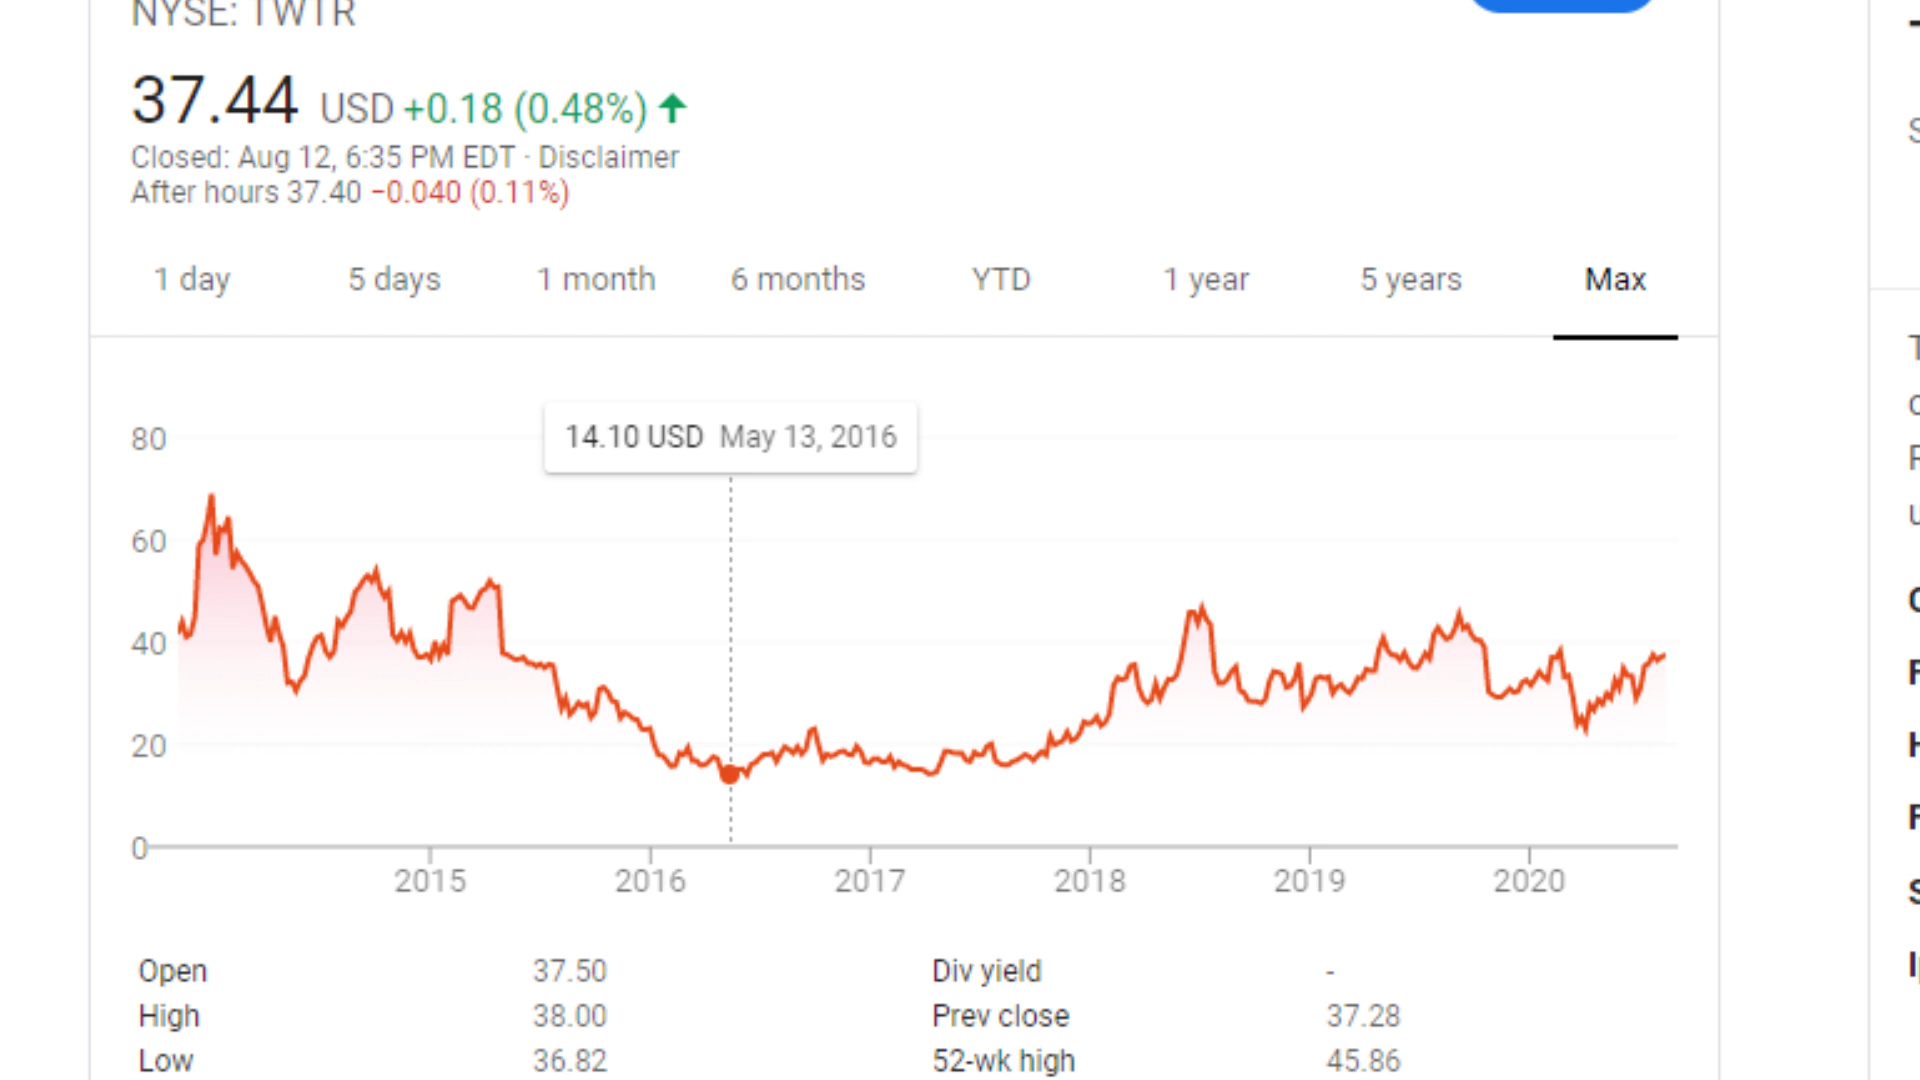 NYSE: TWTR
37.44 USD +0.18 (0.48%)
Closed: Aug 12, 6:35 PM EDT · Disclaimer
After hours 37.40 −0.040 (0.11%)
1 day 5 days 1 month 6 months YTD 1 year 5 years Max
14.10 USD May 13, 2016
80
60
40
20
0
2015 2016 2017 2018 2019 2020
Open 37.50 Div yield -
High 38.00 Prev close 37.28
Low 36.82 52-wk high 45.86